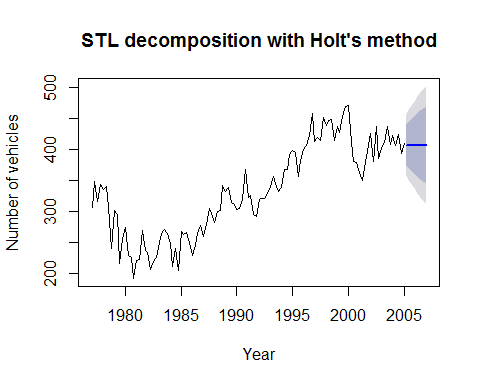 STL decomposition with Holt's method
Number of vehicles
500
400
300
200
1980 1985 1990 1995 2000 2005
Year